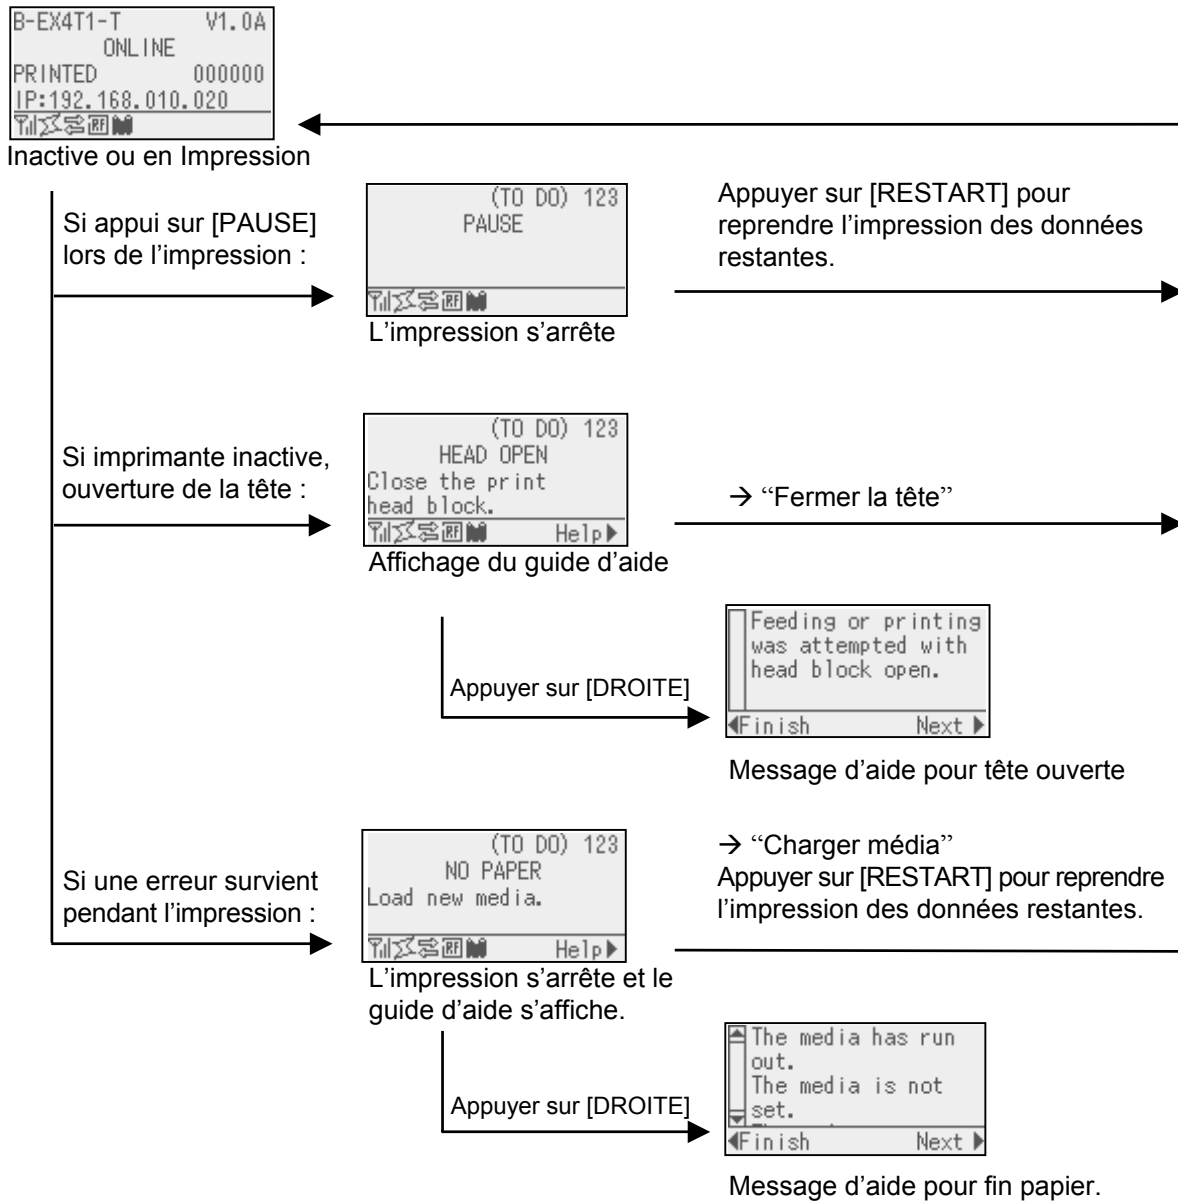 B-EX4T1-T V1.0A
ONLINE
PRINTED 000000
IP:192.168.010.020
RF
Inactive ou en Impression
Si appui sur [PAUSE]
lors de l’impression :
(TO DO) 123
PAUSE
RF
L’impression s’arrête
Appuyer sur [RESTART] pour
reprendre l’impression des données
restantes.
Si imprimante inactive,
ouverture de la tête :
(TO DO) 123
HEAD OPEN
Close the print
head block.
RF Help
Affichage du guide d’aide
→ “Fermer la tête”
Appuyer sur [DROITE]
Feeding or printing
was attempted with
head block open.
Finish Next
Message d’aide pour tête ouverte
Si une erreur survient
pendant l’impression :
(TO DO) 123
NO PAPER
Load new media.
RF Help
L’impression s’arrête et le
guide d’aide s’affiche.
→ “Charger média”
Appuyer sur [RESTART] pour reprendre
l’impression des données restantes.
Appuyer sur [DROITE]
The media has run
out.
The media is not
set.
Finish Next
Message d’aide pour fin papier.